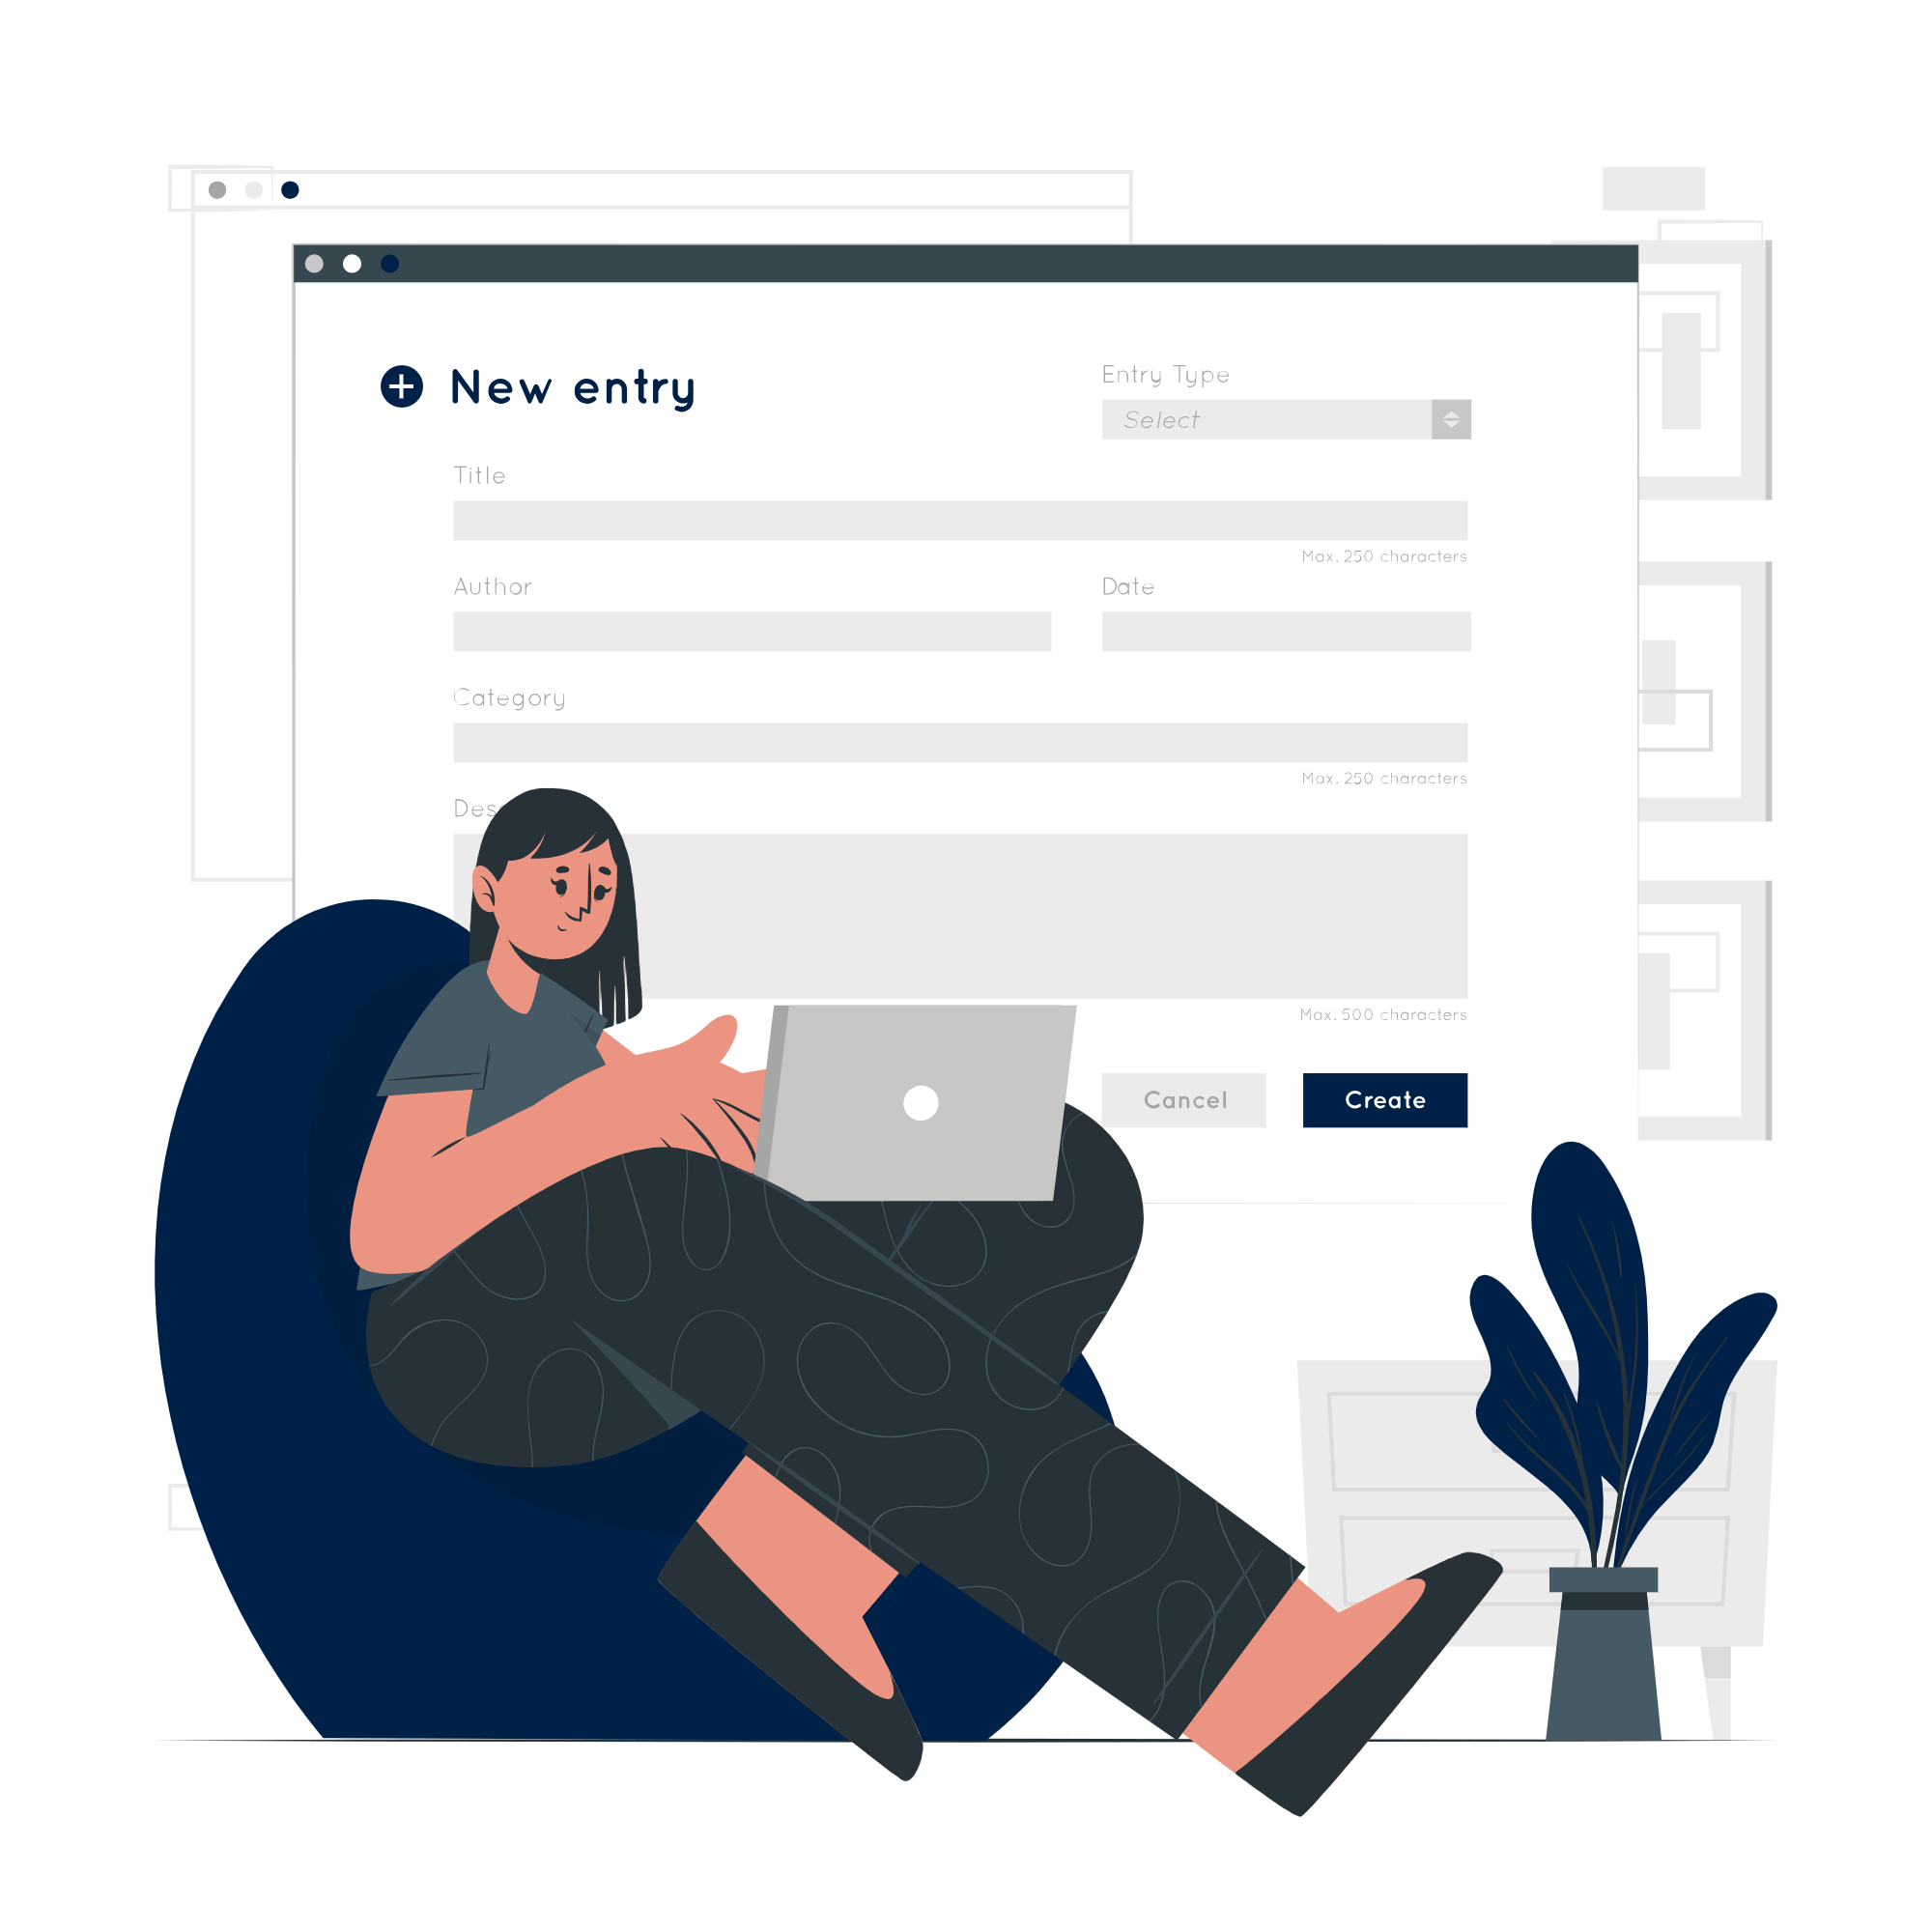 New entry
Entry Type
Select
Title
Max. 250 characters
Author
Date
Category
Max. 250 characters
Des
Max. 500 characters
Cancel
Create